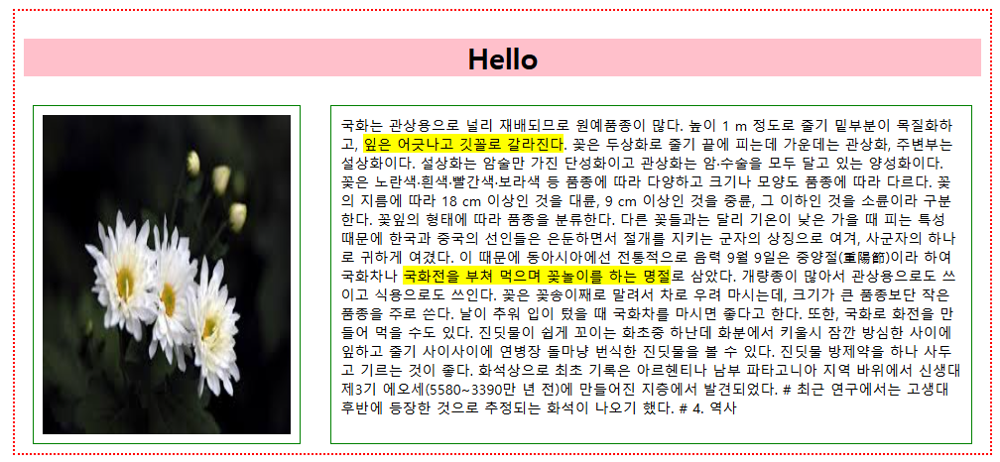 Hello
국화는 관상용으로 널리 재배되므로 원예품종이 많다. 높이 1 m 정도로 줄기 밑부분이 목질화하
고, 잎은 어긋나고 깃꼴로 갈라진다. 꽃은 두상화로 줄기 끝에 피는데 가운데는 관상화, 주변부는
설상화이다. 설상화는 암술만 가진 단성화이고 관상화는 암·수술을 모두 달고 있는 양성화이다.
꽃은 노란색·흰색·빨간색·보라색 등 품종에 따라 다양하고 크기나 모양도 품종에 따라 다르다. 꽃
의 지름에 따라 18 cm 이상인 것을 대륜, 9 cm 이상인 것을 중륜, 그 이하인 것을 소륜이라 구분
한다. 꽃잎의 형태에 따라 품종을 분류한다. 다른 꽃들과는 달리 기온이 낮은 가을 때 피는 특성
때문에 한국과 중국의 선인들은 은둔하면서 절개를 지키는 군자의 상징으로 여겨, 사군자의 하나
로 귀하게 여겼다. 이 때문에 동아시아에선 전통적으로 음력 9월 9일은 중양절(重陽節)이라 하여
국화차나 국화전을 부쳐 먹으며 꽃놀이를 하는 명절로 삼았다. 개량종이 많아서 관상용으로도 쓰
이고 식용으로도 쓰인다. 꽃은 꽃송이째로 말려서 차로 우려 마시는데, 크기가 큰 품종보단 작은
품종을 주로 쓴다. 날이 추워 입이 텄을 때 국화차를 마시면 좋다고 한다. 또한, 국화로 화전을 만
들어 먹을 수도 있다. 진딧물이 쉽게 꼬이는 화초중 하난데 화분에서 키울시 잠깐 방심한 사이에
잎하고 줄기 사이사이에 연병장 돌마냥 번식한 진딧물을 볼 수 있다. 진딧물 방제약을 하나 사두
고 기르는 것이 좋다. 화석상으로 최초 기록은 아르헨티나 남부 파타고니아 지역 바위에서 신생대
제3기 에오세(5580~3390만 년 전)에 만들어진 지층에서 발견되었다. # 최근 연구에서는 고생대
후반에 등장한 것으로 추정되는 화석이 나오기 했다. # 4. 역사